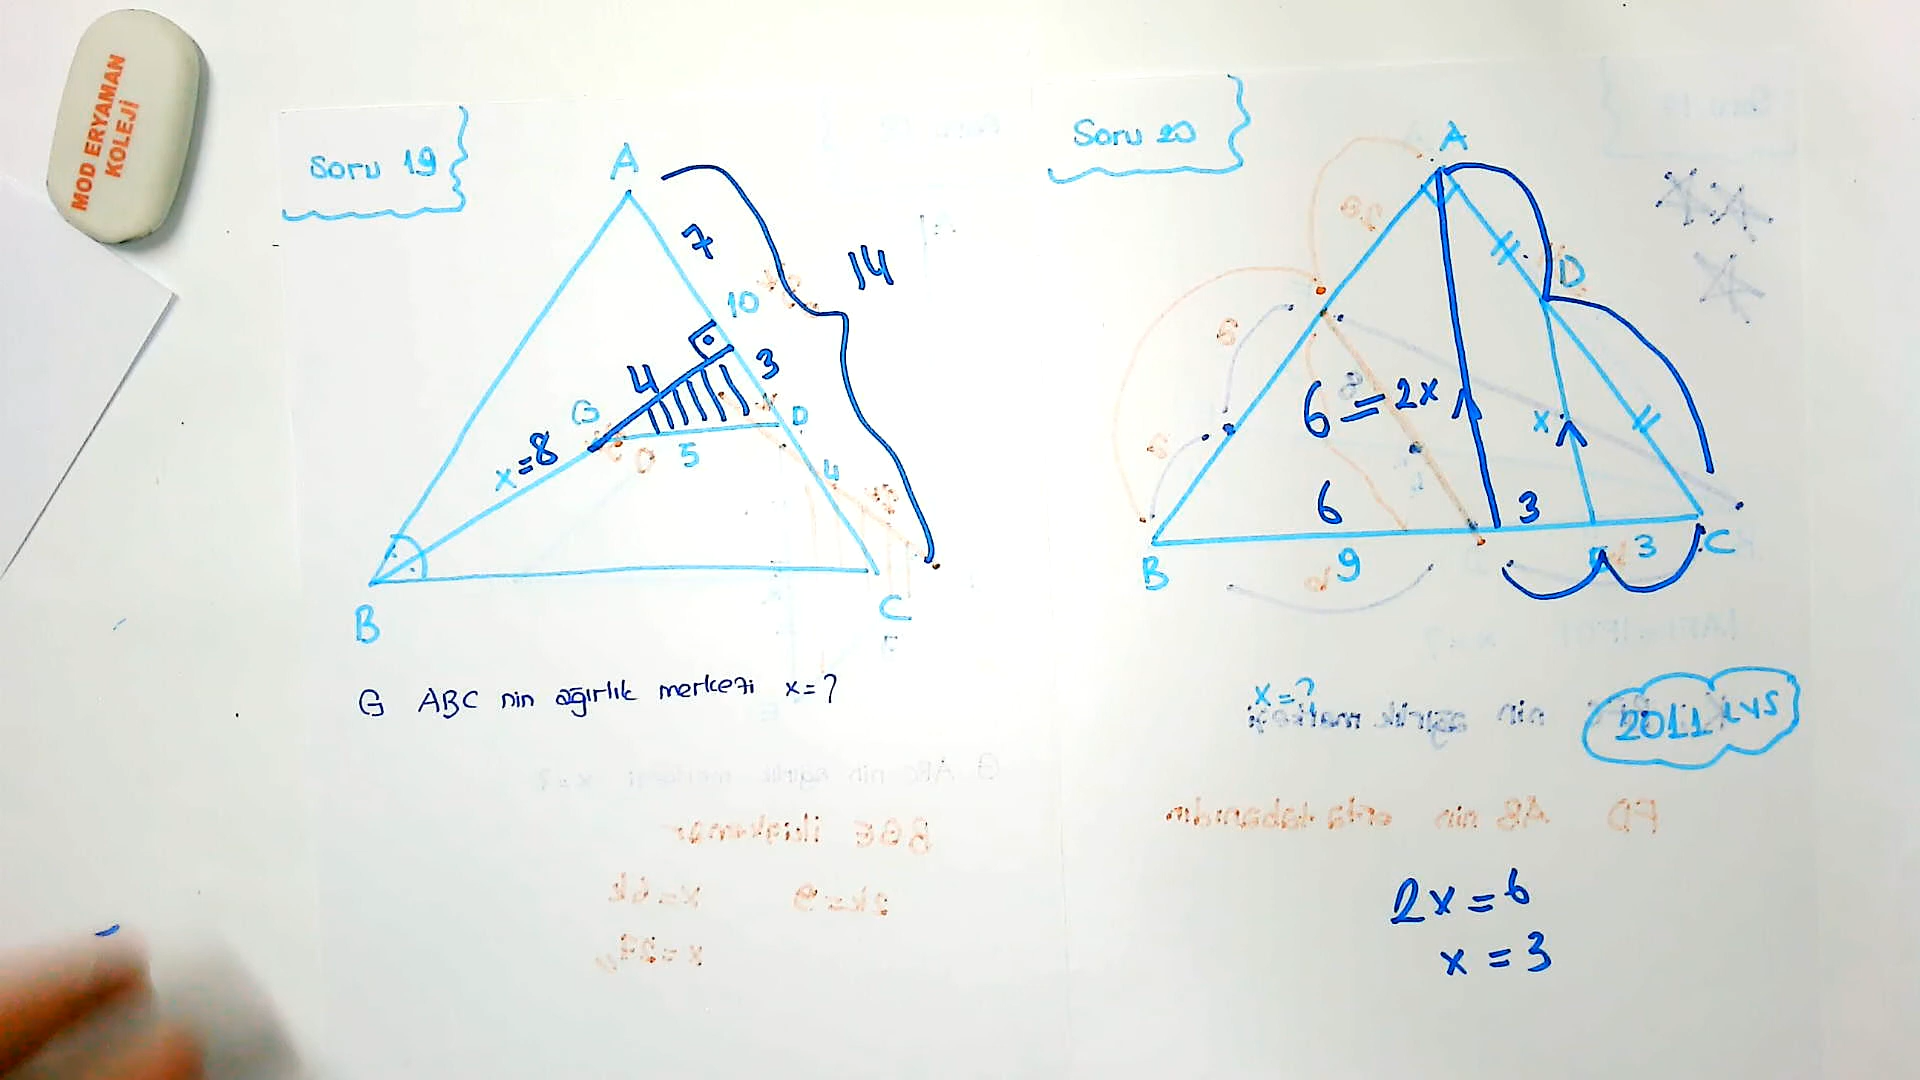 MOD ERYAMAN
KOLEJİ
Soru 19
A
7
14
10
3
4
G
D
x=8
5
4
B
C
G ABC nin ağırlık merkezi x=?
Soru 20
A
D
6=2x
x
6
3
B
9
E
3
C
x=?
2011 LYS
2x=6
x=3